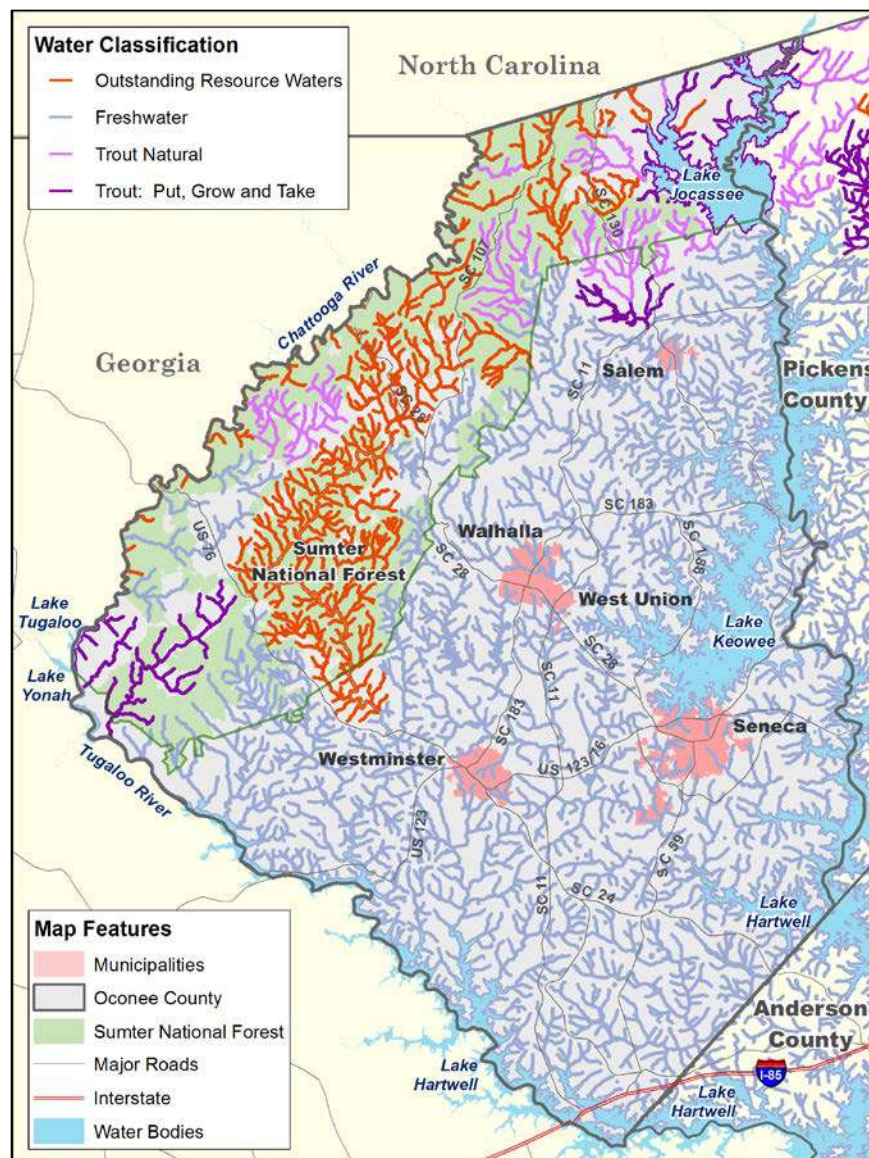 Water Classification
Outstanding Resource Waters
Freshwater
Trout Natural
Trout: Put, Grow and Take
North Carolina
Lake
Jocassee
SC 130
SC 107
Chattooga River
Georgia
SC 11
Salem
Pickens
County
SC 28
US 76
Sumter
National Forest
Walhalla
SC 183
SC 188
SC 28
West Union
Lake
Keowee
Lake
Tugaloo
Lake
Yonah
SC 28
SC 11
SC 183
Seneca
Westminster
US 123/76
Tugaloo River
US 123
SC 59
SC 11
SC 24
Lake
Hartwell
Map Features
Municipalities
Oconee County
Sumter National Forest
Major Roads
Interstate
Water Bodies
Anderson
County
I-85
Lake
Hartwell
Lake
Hartwell